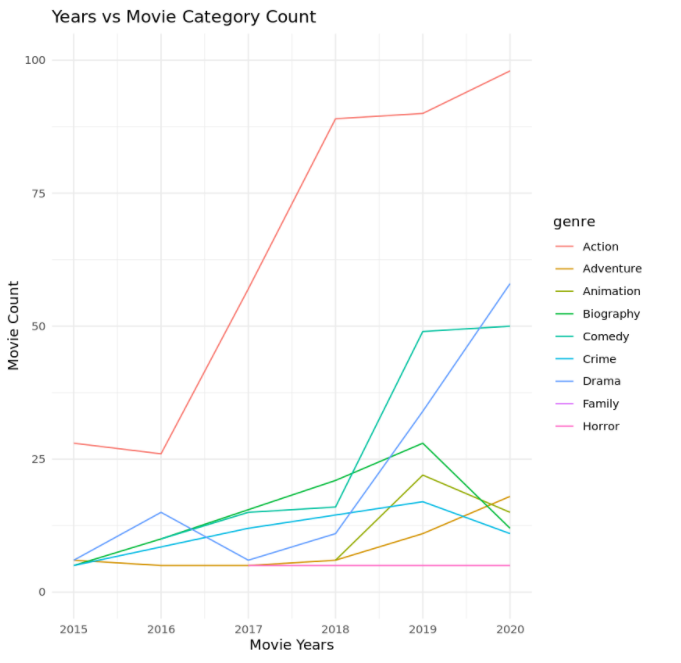 Years vs Movie Category Count
100
75
50
25
0
Movie Count
2015 2016 2017 2018 2019 2020
Movie Years
genre
Action
Adventure
Animation
Biography
Comedy
Crime
Drama
Family
Horror